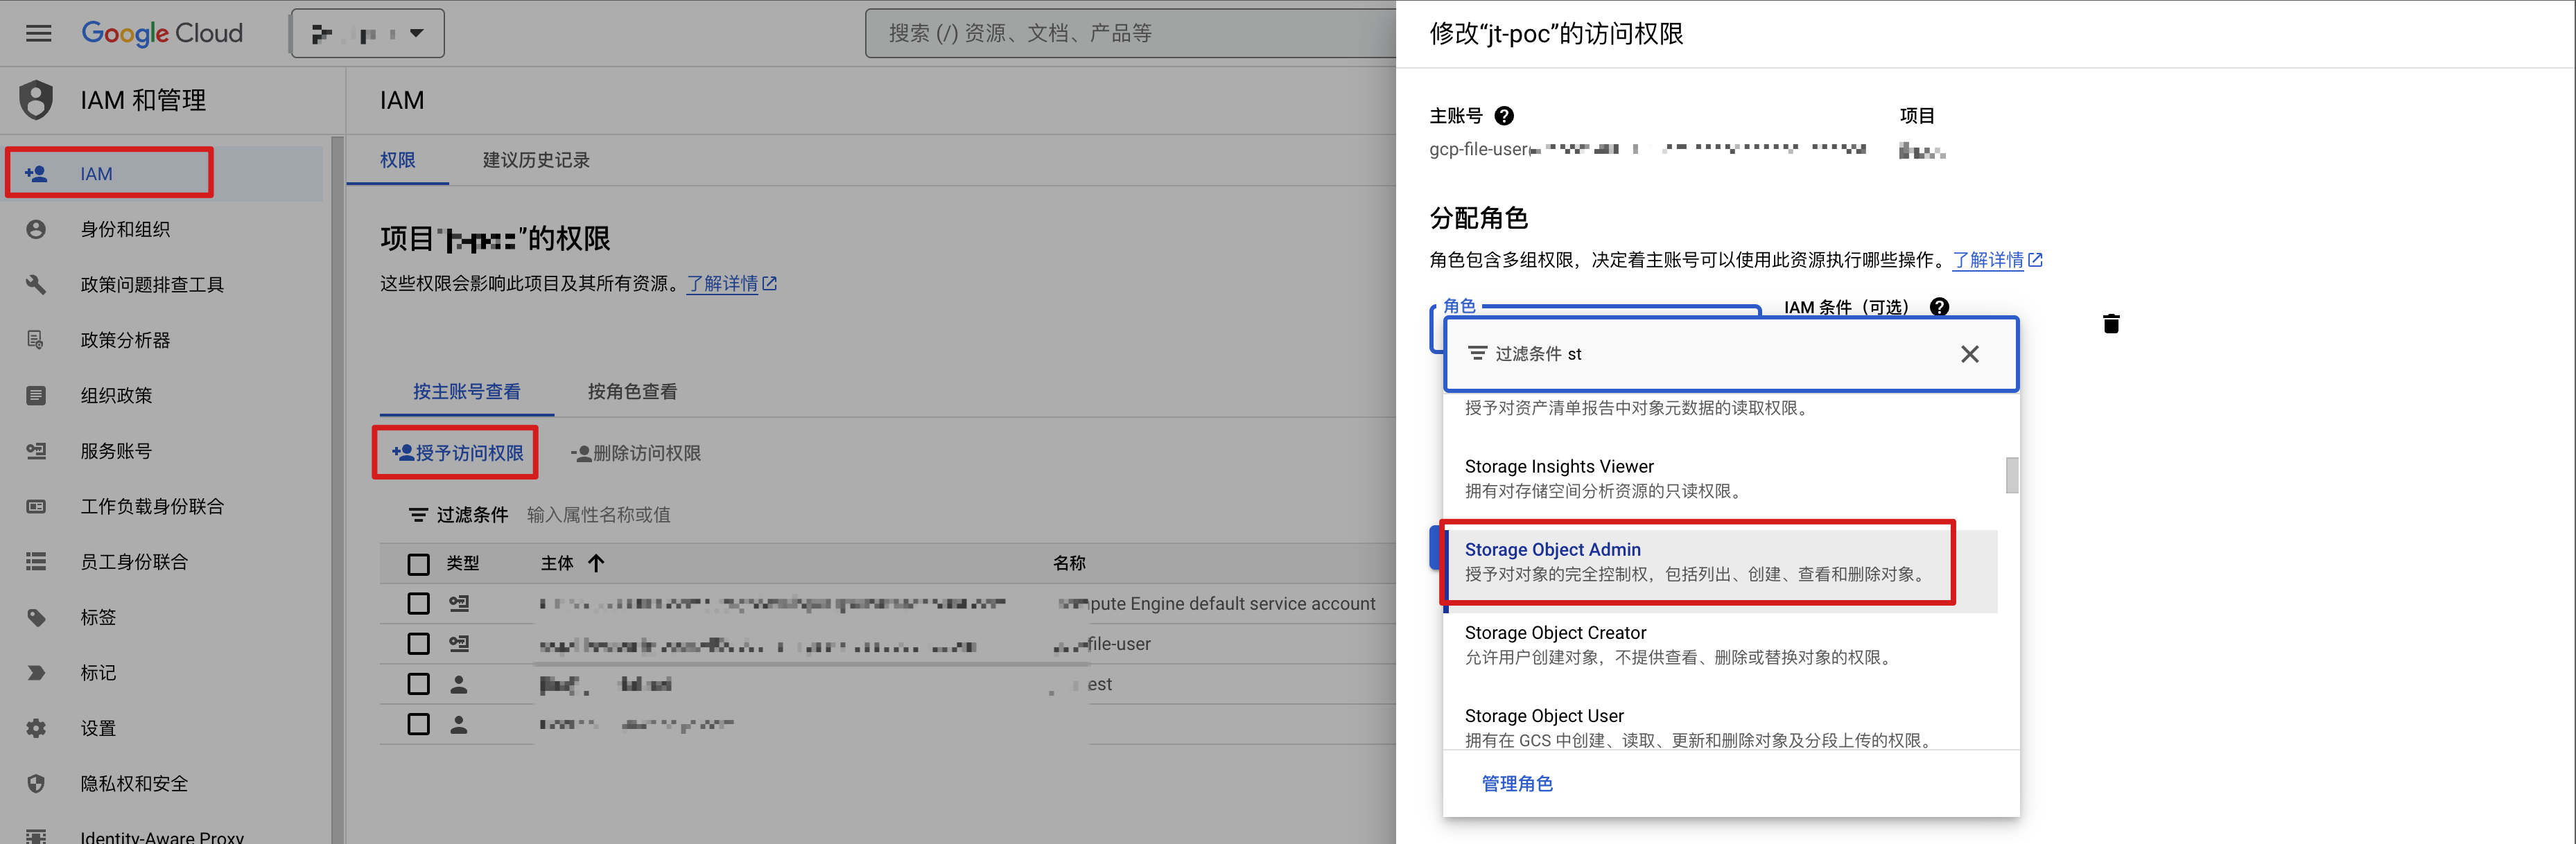 Google Cloud
搜索 (/) 资源、文档、产品等
IAM 和管理
IAM
身份和组织
政策问题排查工具
政策分析器
组织政策
服务账号
工作负载身份联合
员工身份联合
标签
标记
设置
隐私权和安全
Identity-Aware Proxy
IAM
权限
建议历史记录
项目“”的权限
这些权限会影响此项目及其所有资源。了解详情
按主账号查看
按角色查看
授予访问权限
删除访问权限
过滤条件 输入属性名称或值
类型 主体 名称
Engine default service account
file-user
修改“jt-poc”的访问权限
主账号
项目
gcp-file-user
分配角色
角色包含多组权限，决定着主账号可以使用此资源执行哪些操作。了解详情
角色
IAM 条件（可选）
过滤条件 st
授予对资产清单报告中对象元数据的读取权限。
Storage Insights Viewer
拥有对存储空间分析资源的只读权限。
Storage Object Admin
授予对对象的完全控制权，包括列出、创建、查看和删除对象。
Storage Object Creator
允许用户创建对象，不提供查看、删除或替换对象的权限。
Storage Object User
拥有在 GCS 中创建、读取、更新和删除对象及分段上传的权限。
管理角色